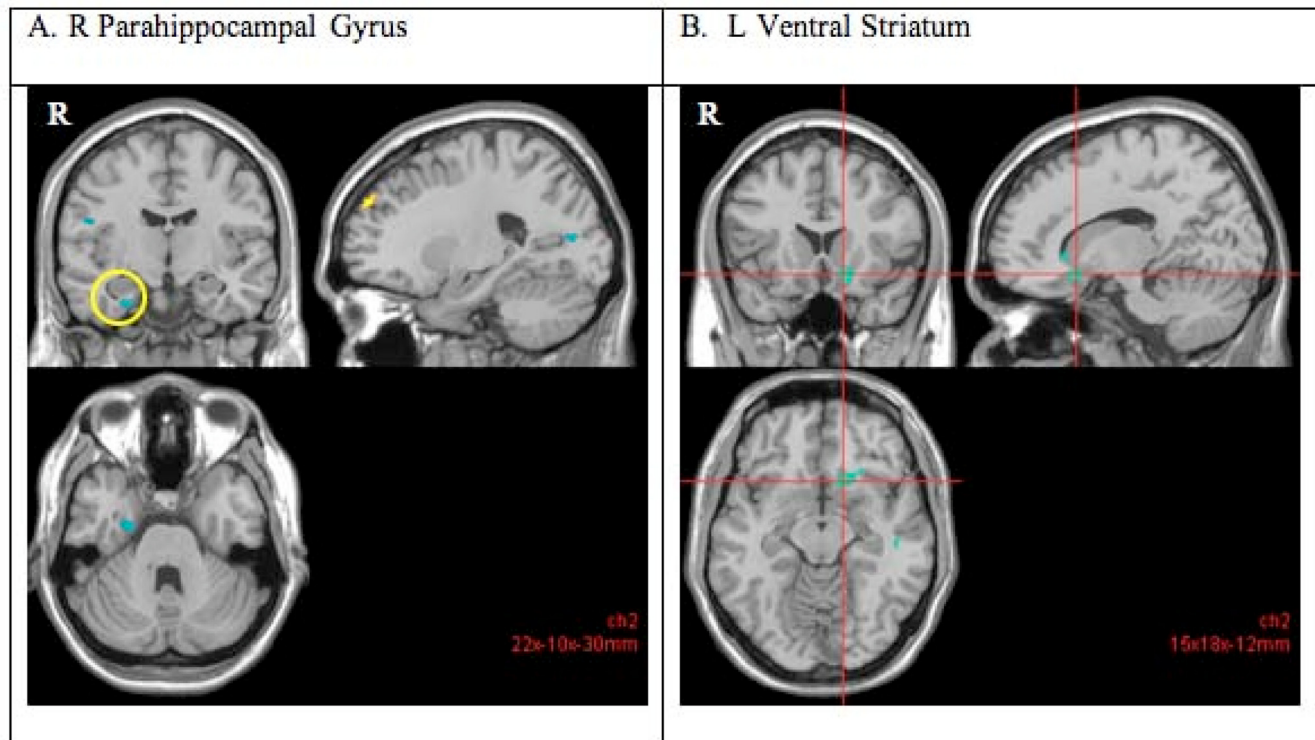 A. R Parahippocampal Gyrus
B. L Ventral Striatum
R
R
ch2
22x-10x-30mm
ch2
15x18x-12mm